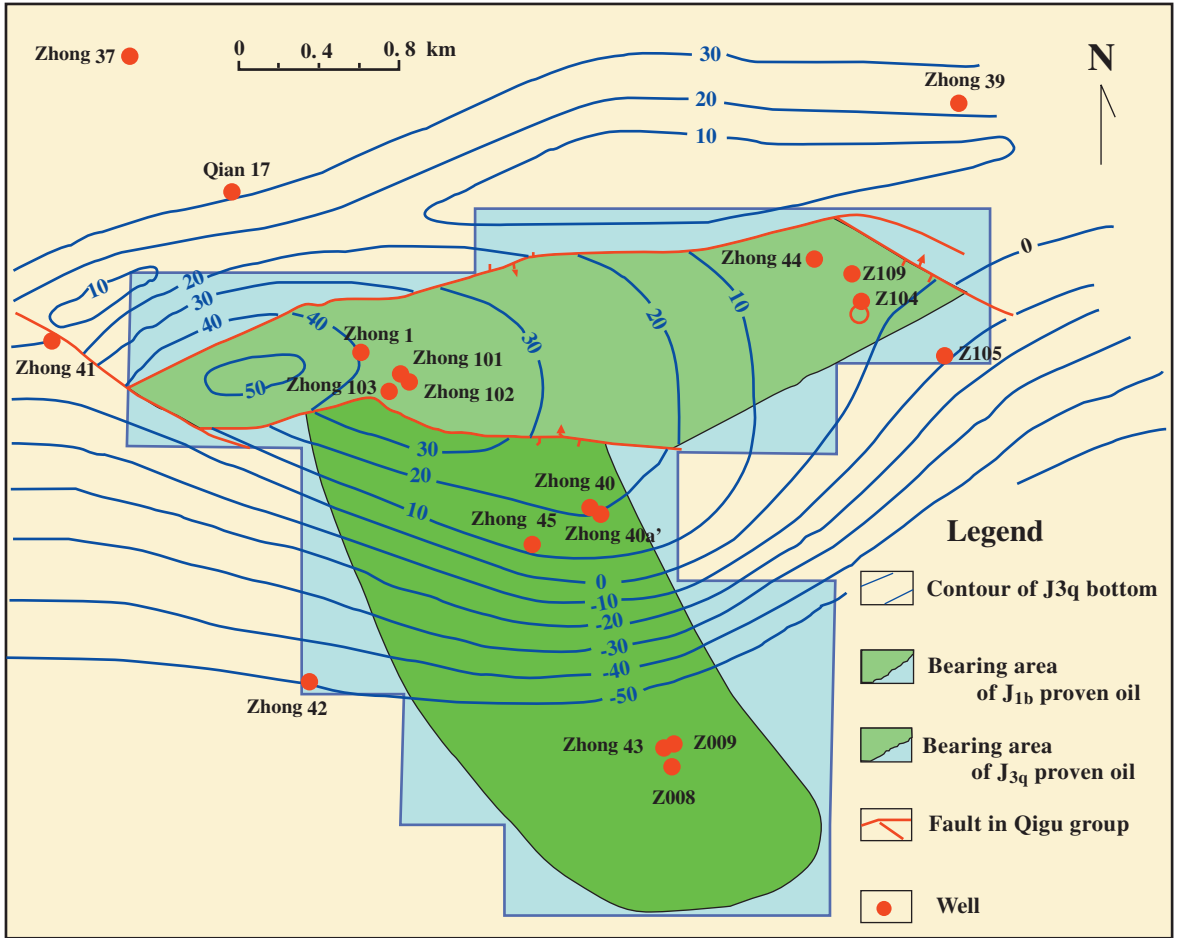 Zhong 37
0 0.4 0.8 km
30
N
Zhong 39
20
10
Qian 17
0
Zhong 44
Z109
10
20
30
40
10
20
Z104
40
Zhong 1
30
Z105
Zhong 41
Zhong 101
50
Zhong 103
Zhong 102
30
20
Zhong 40
10
Zhong 45
Zhong 40a’
Legend
0
Contour of J3q bottom
-10
-20
-30
-40
-50
Bearing area
of J1b proven oil
Zhong 42
Zhong 43
Z009
Z008
Bearing area
of J3q proven oil
Fault in Qigu group
Well